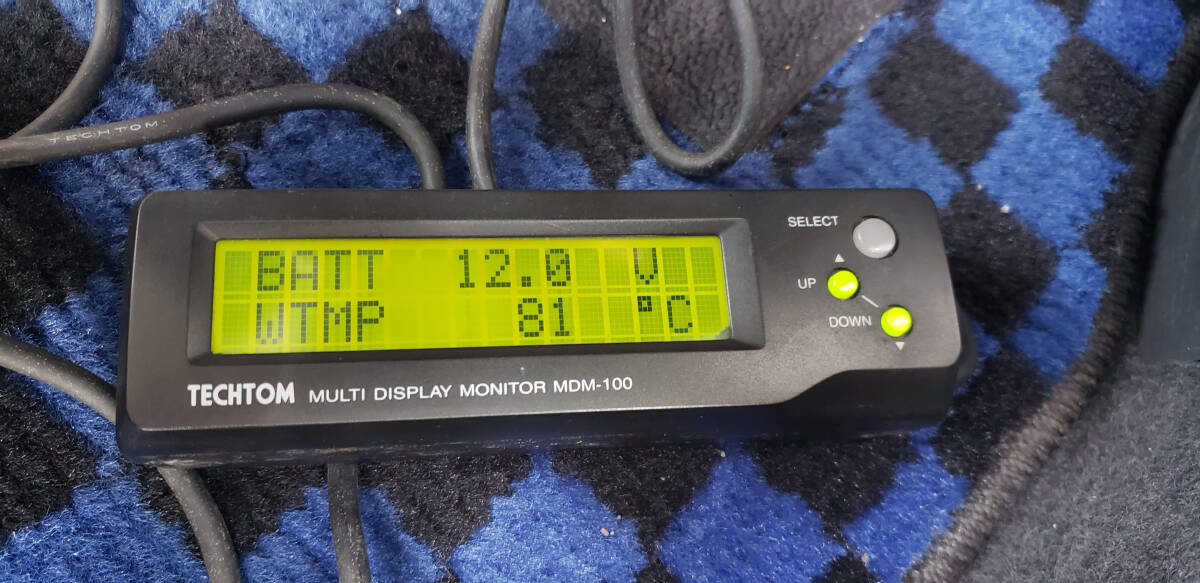 TECHTOM
SELECT
BATT 12.0 V
UP
WTMP 81 °C
DOWN
TECHTOM MULTI DISPLAY MONITOR MDM-100